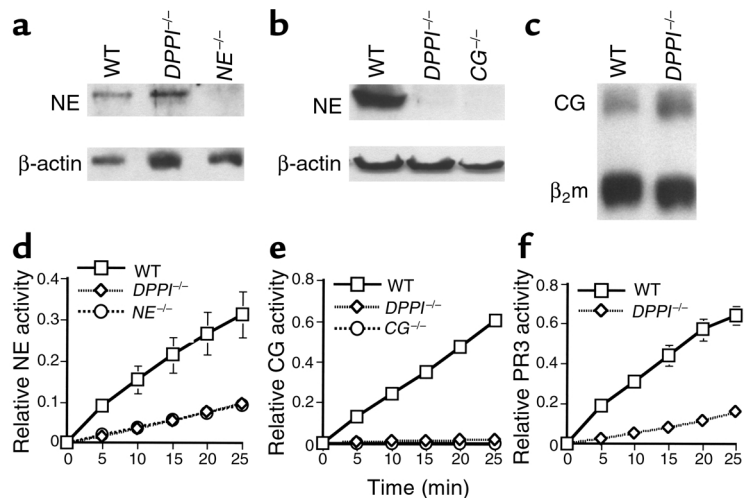 a
WT
DPPI–/–
NE–/–
NE
β-actin
b
WT
DPPI–/–
CG–/–
NE
β-actin
c
WT
DPPI–/–
CG
β2m
d
Relative NE activity
0.4
0.3
0.2
0.1
0
WT
DPPI–/–
NE–/–
0 5 10 15 20 25
e
Relative CG activity
0.8
0.6
0.4
0.2
0
WT
DPPI–/–
CG–/–
0 5 10 15 20 25
f
Relative PR3 activity
0.8
0.6
0.4
0.2
0
WT
DPPI–/–
0 5 10 15 20 25
Time (min)